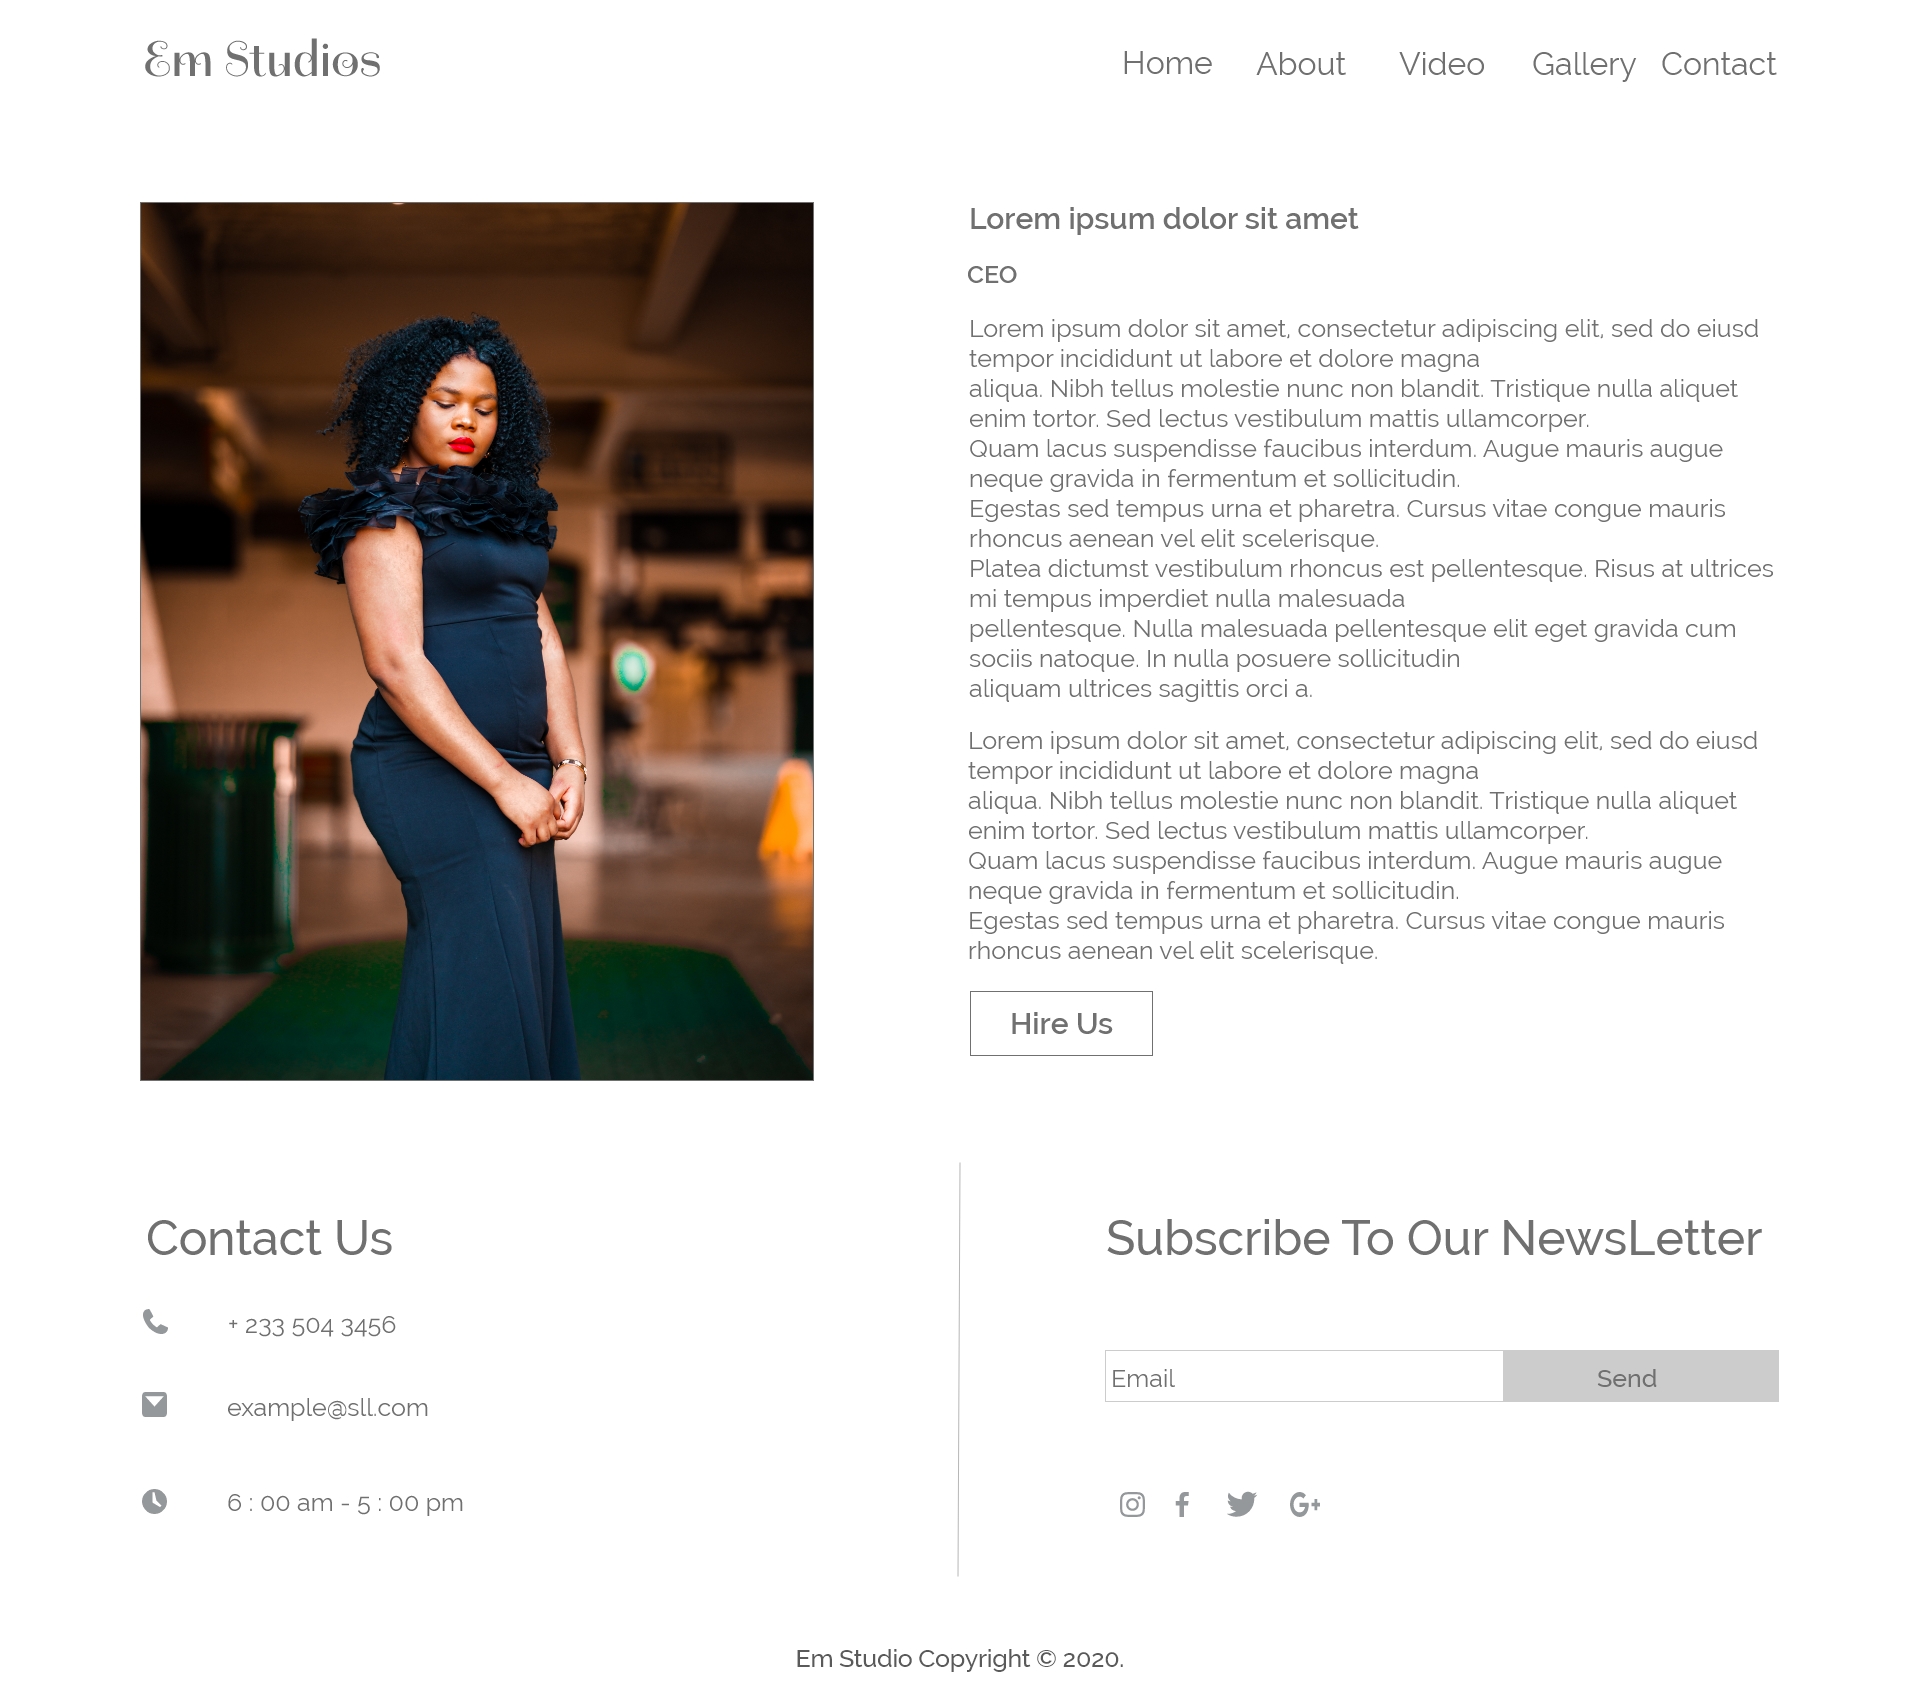 Em Studios
Home About Video Gallery Contact
Lorem ipsum dolor sit amet
CEO
Lorem ipsum dolor sit amet, consectetur adipiscing elit, sed do eiusd
tempor incididunt ut labore et dolore magna
aliqua. Nibh tellus molestie nunc non blandit. Tristique nulla aliquet
enim tortor. Sed lectus vestibulum mattis ullamcorper.
Quam lacus suspendisse faucibus interdum. Augue mauris augue
neque gravida in fermentum et sollicitudin.
Egestas sed tempus urna et pharetra. Cursus vitae congue mauris
rhoncus aenean vel elit scelerisque.
Platea dictumst vestibulum rhoncus est pellentesque. Risus at ultrices
mi tempus imperdiet nulla malesuada
pellentesque. Nulla malesuada pellentesque elit eget gravida cum
sociis natoque. In nulla posuere sollicitudin
aliquam ultrices sagittis orci a.
Lorem ipsum dolor sit amet, consectetur adipiscing elit, sed do eiusd
tempor incididunt ut labore et dolore magna
aliqua. Nibh tellus molestie nunc non blandit. Tristique nulla aliquet
enim tortor. Sed lectus vestibulum mattis ullamcorper.
Quam lacus suspendisse faucibus interdum. Augue mauris augue
neque gravida in fermentum et sollicitudin.
Egestas sed tempus urna et pharetra. Cursus vitae congue mauris
rhoncus aenean vel elit scelerisque.
Hire Us
Contact Us
+ 233 504 3456
example@sll.com
6 : 00 am - 5 : 00 pm
Subscribe To Our NewsLetter
Email
Send
Em Studio Copyright © 2020.